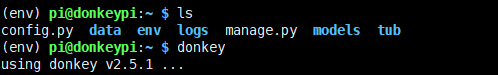 (env) pi@donkeypi:~ $ ls
config.py data env logs manage.py models tub
(env) pi@donkeypi:~ $ donkey
using donkey v2.5.1 ...